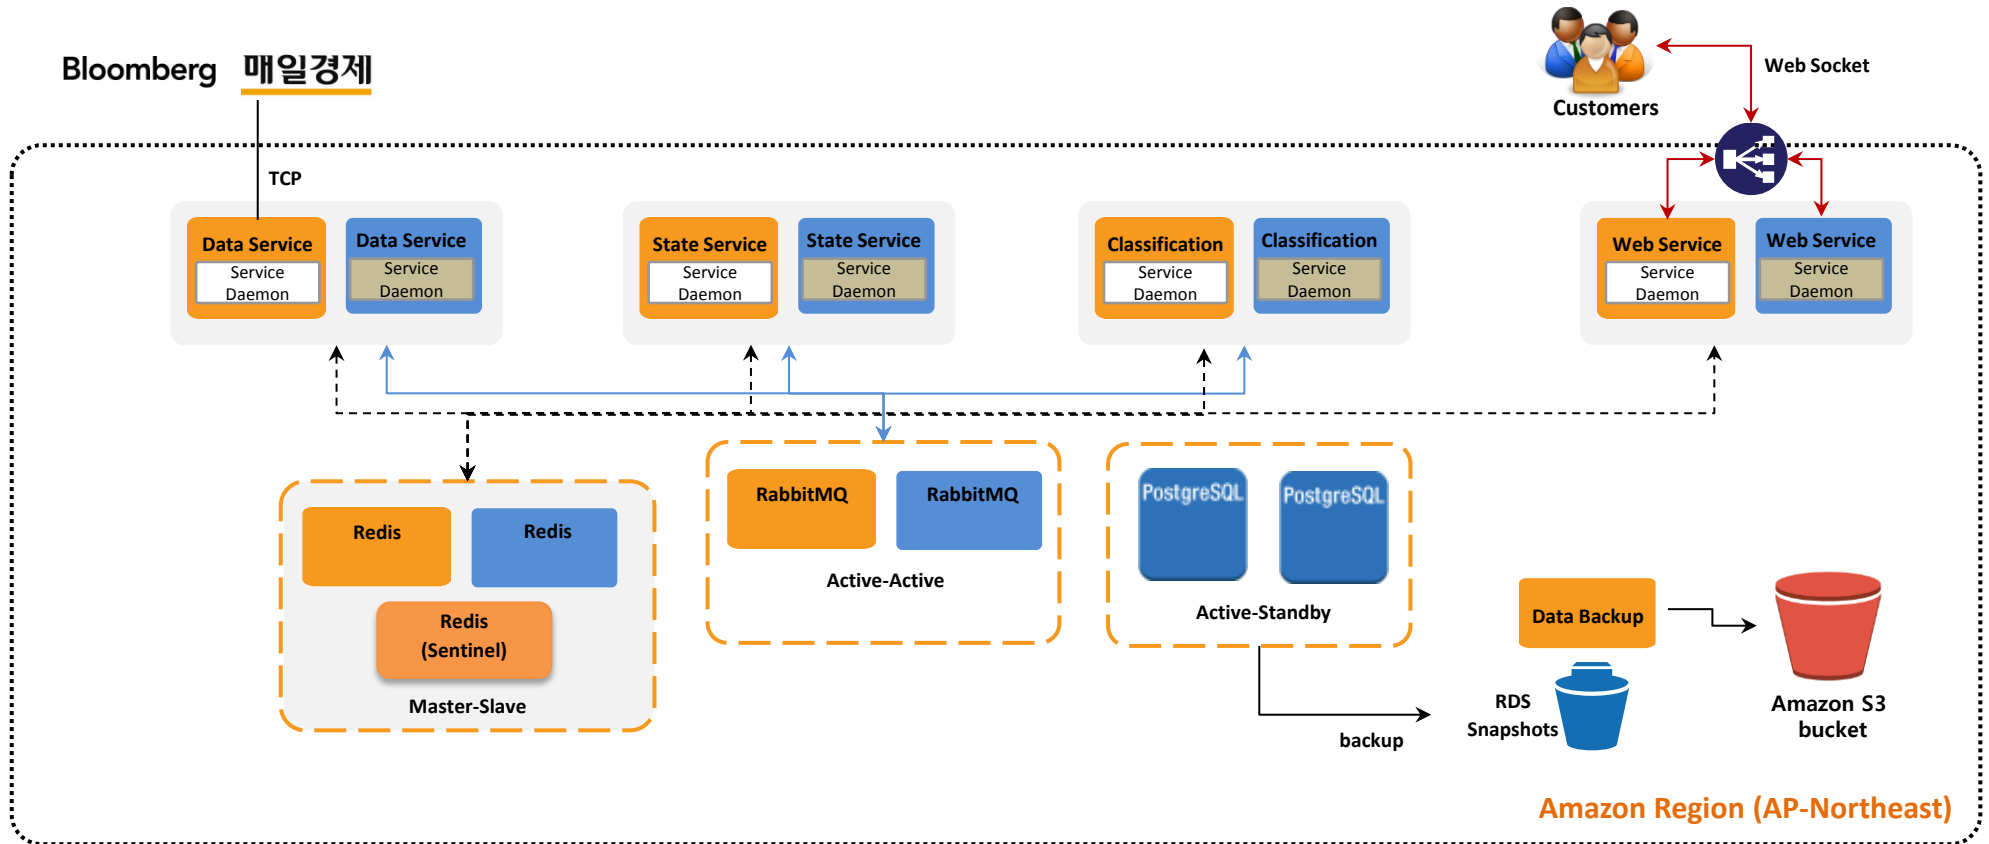 Bloomberg 매일경제
Customers
Web Socket
TCP
Data Service
Service
Daemon
Data Service
Service
Daemon
State Service
Service
Daemon
State Service
Service
Daemon
Classification
Service
Daemon
Classification
Service
Daemon
Web Service
Service
Daemon
Web Service
Service
Daemon
Redis
Redis
Redis
(Sentinel)
Master-Slave
RabbitMQ
RabbitMQ
Active-Active
PostgreSQL
PostgreSQL
Active-Standby
backup
Data Backup
RDS
Snapshots
Amazon S3
bucket
Amazon Region (AP-Northeast)